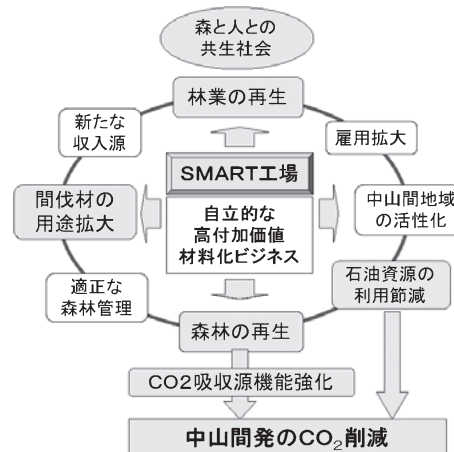 森と人との
共生社会
林業の再生
新たな
収入源
雇用拡大
SMART工場
間伐材の
用途拡大
自立的な
高付加価値
材料化ビジネス
中山間地域
の活性化
適正な
森林管理
石油資源の
利用節減
森林の再生
CO2吸収源機能強化
中山間発のCO₂削減